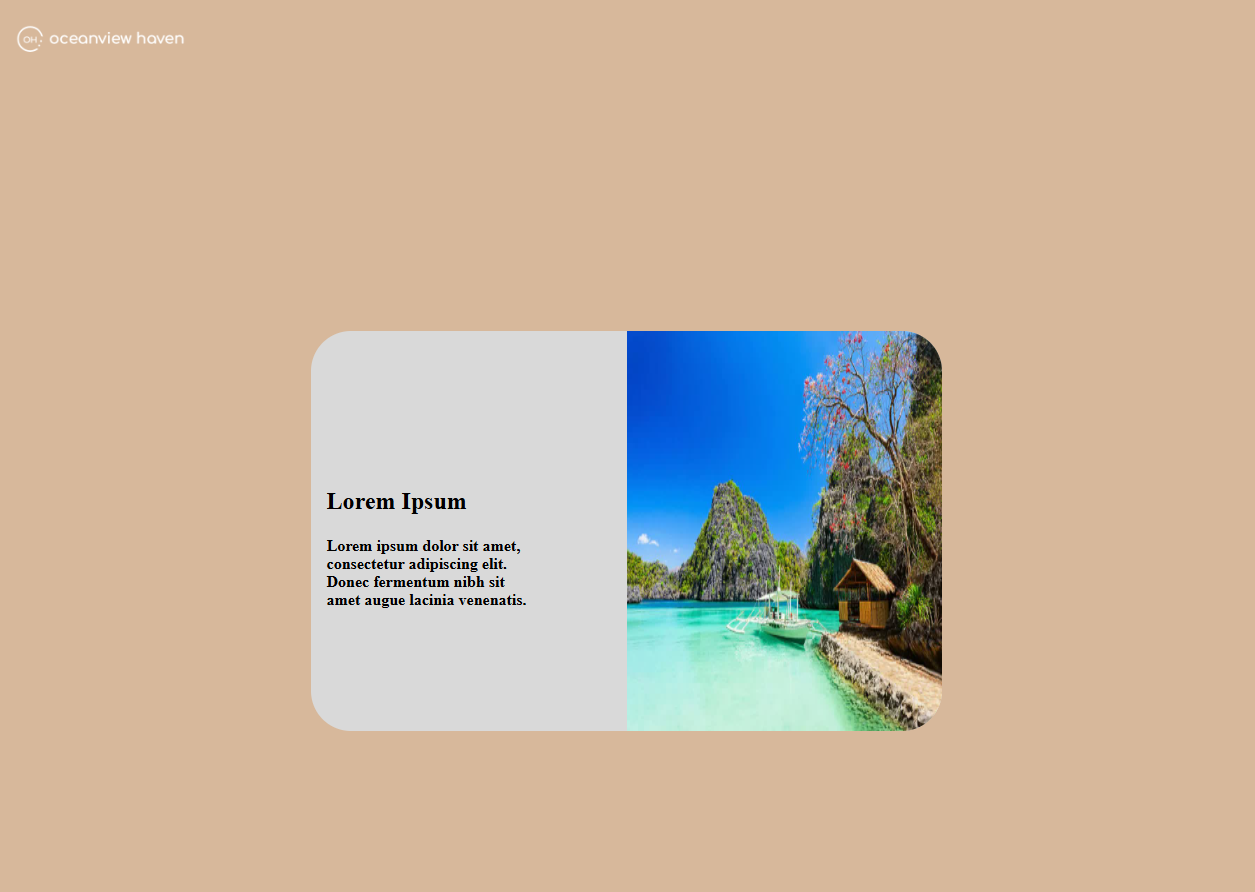 OH
oceanview haven
Lorem Ipsum
Lorem ipsum dolor sit amet,
consectetur adipiscing elit.
Donec fermentum nibh sit
amet augue lacinia venenatis.